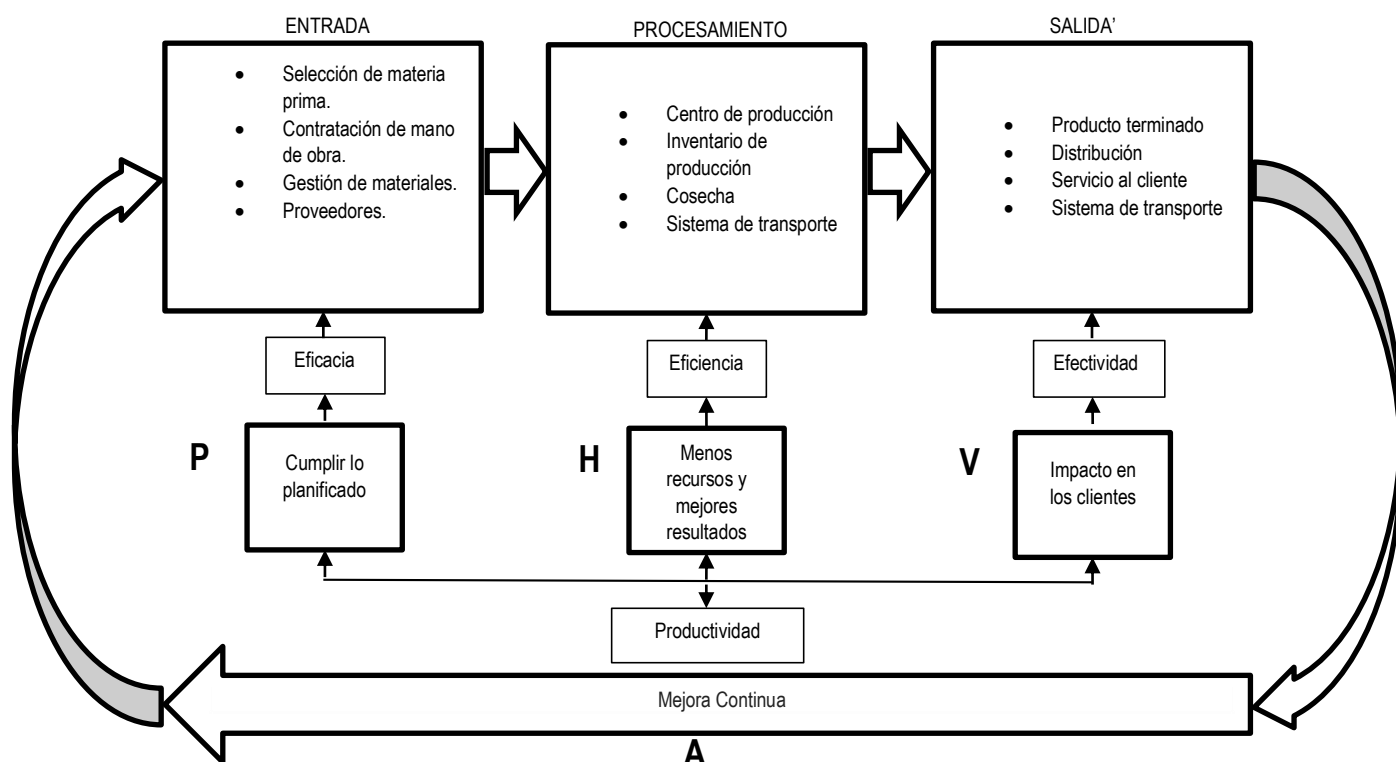 ENTRADA
Selección de materia
prima.
Contratación de mano
de obra.
Gestión de materiales.
Proveedores.
PROCESAMIENTO
Centro de producción
Inventario de
producción
Cosecha
Sistema de transporte
SALIDA’
Producto terminado
Distribución
Servicio al cliente
Sistema de transporte
Eficacia
Eficiencia
Efectividad
P
Cumplir lo
planificado
H
Menos
recursos y
mejores
resultados
V
Impacto en
los clientes
Productividad
Mejora Continua
A